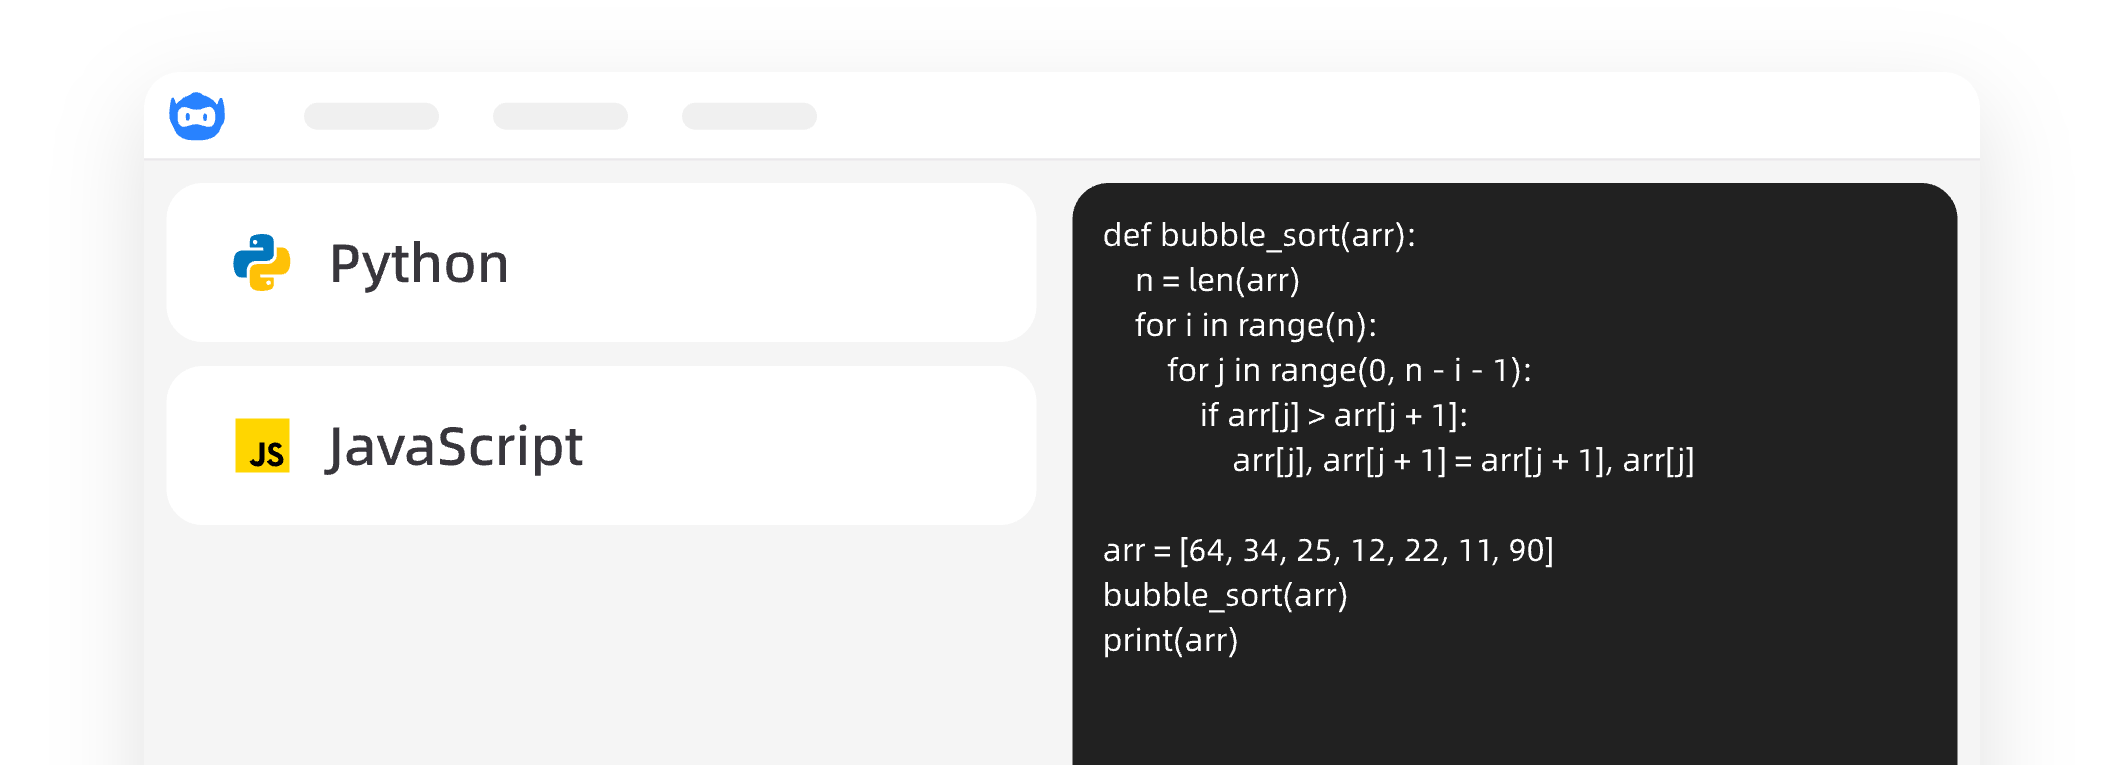 Python
JS
JavaScript
def bubble_sort(arr):
    n = len(arr)
    for i in range(n):
        for j in range(0, n - i - 1):
            if arr[j] > arr[j + 1]:
                arr[j], arr[j + 1] = arr[j + 1], arr[j]

arr = [64, 34, 25, 12, 22, 11, 90]
bubble_sort(arr)
print(arr)